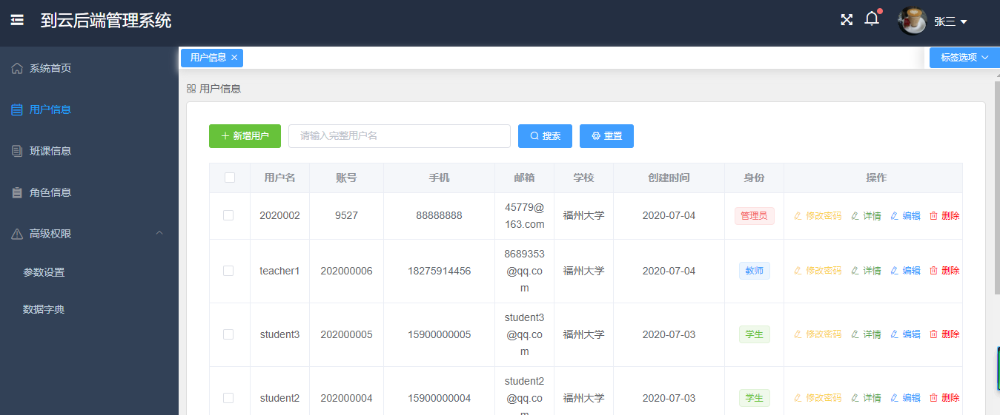 到云后端管理系统
张三
系统首页
用户信息
班课信息
角色信息
高级权限
参数设置
数据字典
用户信息
标签选项
用户信息
新增用户 请输入完整用户名 搜索 重置
用户名 账号 手机 邮箱 学校 创建时间 身份 操作
2020002 9527 88888888 45779@ 福州大学 2020-07-04 管理员 修改密码 详情 编辑 删除
163.com
teacher1 202000006 18275914456 8689353 福州大学 2020-07-04 教师 修改密码 详情 编辑 删除
@qq.co
m
student3 202000005 15900000005 student3 福州大学 2020-07-03 学生 修改密码 详情 编辑 删除
@qq.co
m
student2 202000004 15900000004 student2 福州大学 2020-07-03 学生 修改密码 详情 编辑 删除
@qq.co
m